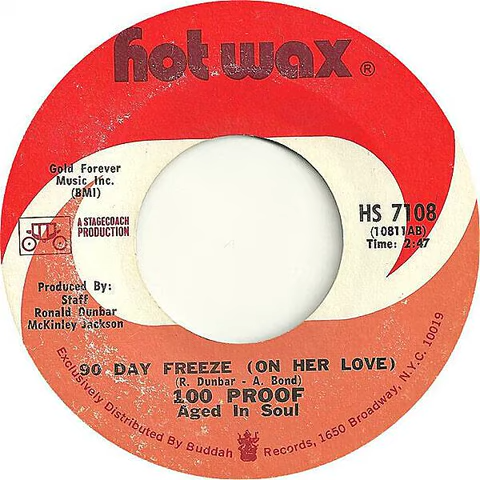 hot wax ®
Gold Forever
Music Inc.
(BMI)
A STAGECOACH
PRODUCTION
HS 7108
(10811AB)
Time: 2:47
Produced By:
Staff
Ronald Dunbar
McKinley Jackson
90 DAY FREEZE (ON HER LOVE)
(R. Dunbar - A. Bond)
100 PROOF
Aged In Soul
Exclusively Distributed By Buddah Records, 1650 Broadway, N.Y.C. 10019